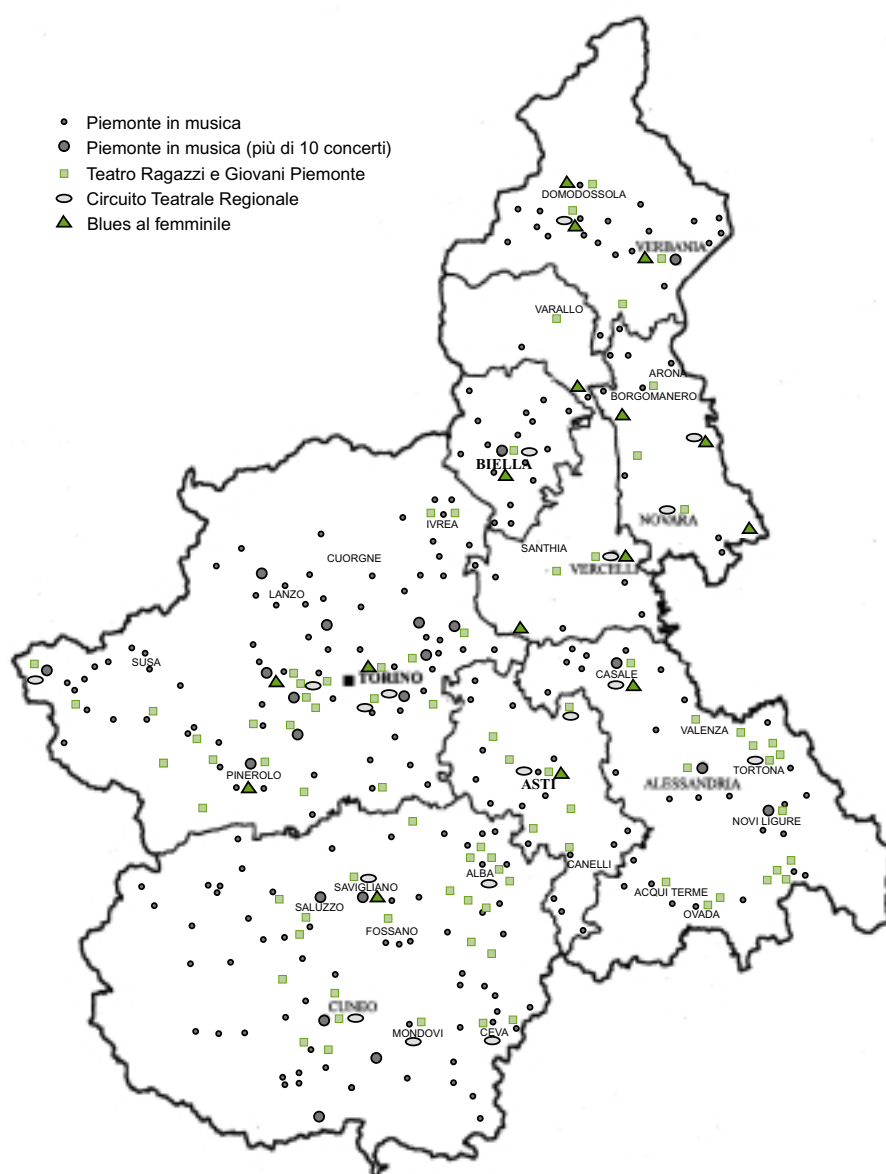 Piemonte in musica
Piemonte in musica (più di 10 concerti)
Teatro Ragazzi e Giovani Piemonte
Circuito Teatrale Regionale
Blues al femminile
DOMODOSSOLA
VERBANIA
VARALLO
ARONA
BORGOMANERO
BIELLA
IVREA
NOVARA
SANTHIA
CUORGNE
VERCELLI
LANZO
SUSA
TORINO
CASALE
VALENZA
PINEROLO
ASTI
ALESSANDRIA
TORTONA
NOVI LIGURE
CANELLI
ALBA
SAVIGLIANO
ACQUI TERME
SALUZZO
OVADA
FOSSANO
CUNEO
MONDOVI
CEVA